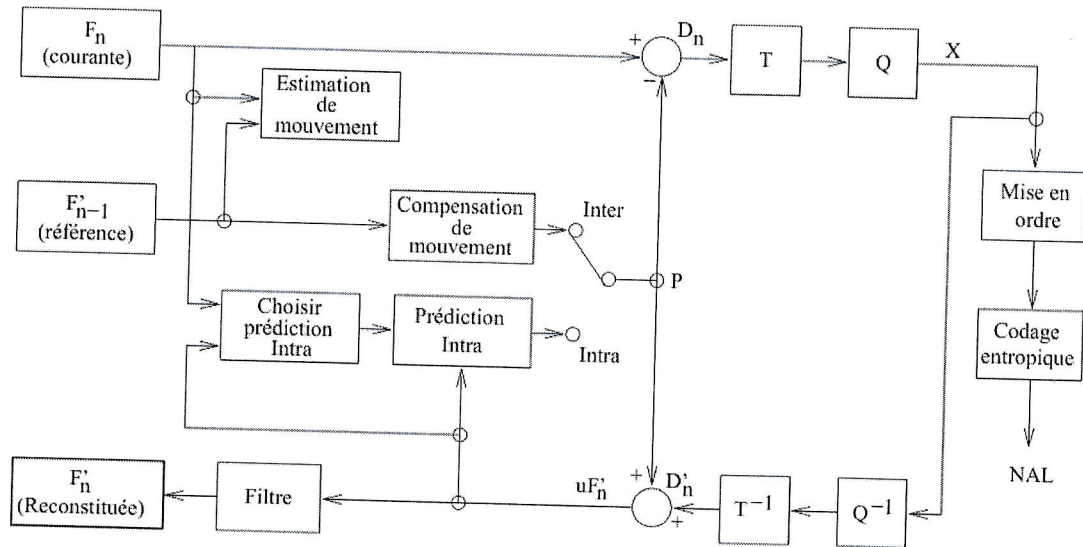 F_n
(courante)
+
D_n
−
T
Q
X
Estimation
de
mouvement
F'_{n−1}
(référence)
Compensation
de
mouvement
Inter
P
Mise en
ordre
Choisir
prédiction
Intra
Prédiction
Intra
Intra
Codage
entropique
NAL
F'_n
(Reconstituée)
Filtre
uF'_n
+
D'_n
+
T^{−1}
Q^{−1}